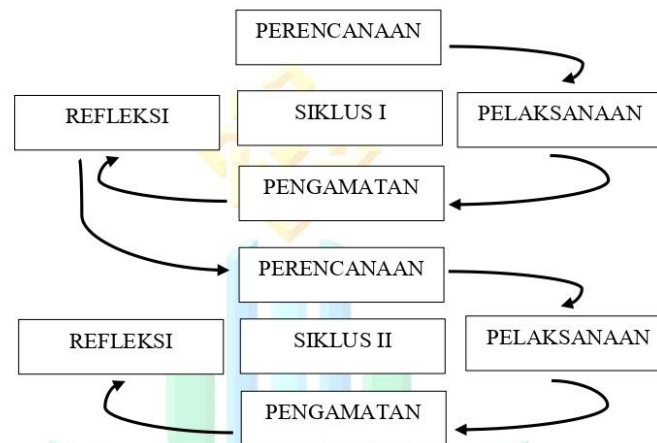 PERENCANAAN
REFLEKSI
SIKLUS I
PELAKSANAAN
PENGAMATAN
PERENCANAAN
REFLEKSI
SIKLUS II
PELAKSANAAN
PENGAMATAN